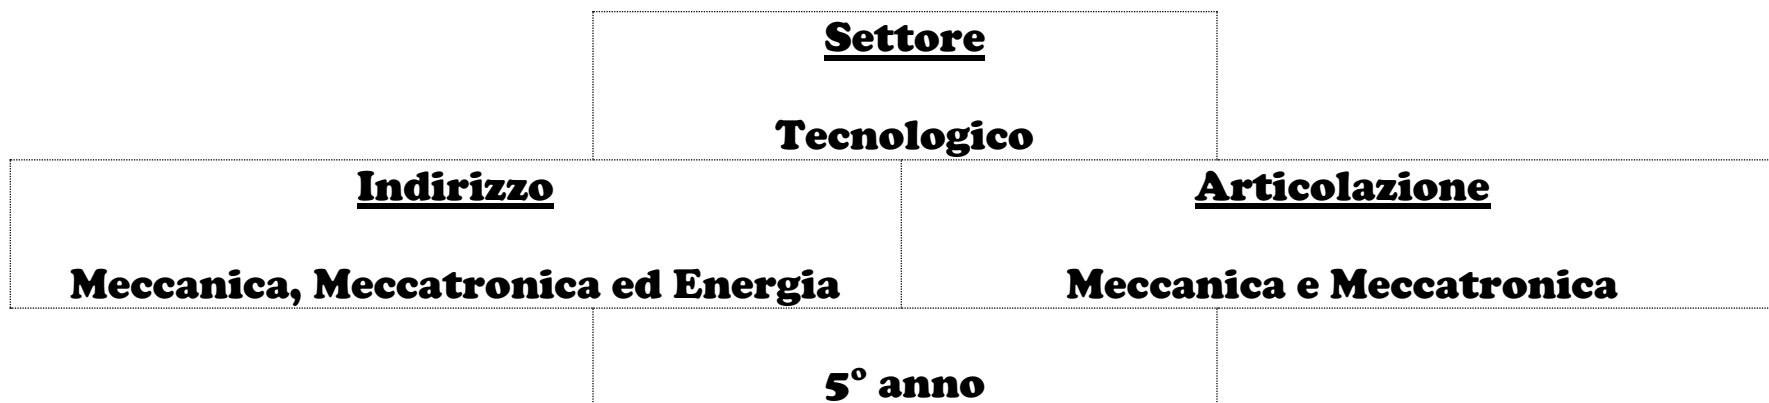 Settore
Tecnologico
Indirizzo
Articolazione
Meccanica, Meccatronica ed Energia
Meccanica e Meccatronica
5° anno